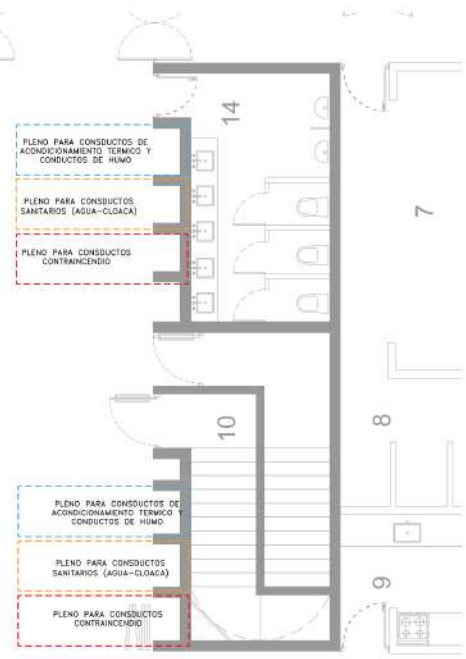 14
PLENO PARA CONSDUCTOS DE
ACONDICIONAMIENTO TERMICO Y
CONDUCTOS DE HUMO
PLENO PARA CONSDUCTOS
SANITARIOS (AGUA-CLOACA)
PLENO PARA CONSDUCTOS
CONTRAINCENDIO
7
10
8
PLENO PARA CONSDUCTOS DE
ACONDICIONAMIENTO TERMICO Y
CONDUCTOS DE HUMO
PLENO PARA CONSDUCTOS
SANITARIOS (AGUA-CLOACA)
PLENO PARA CONSDUCTOS
CONTRAINCENDIO
9